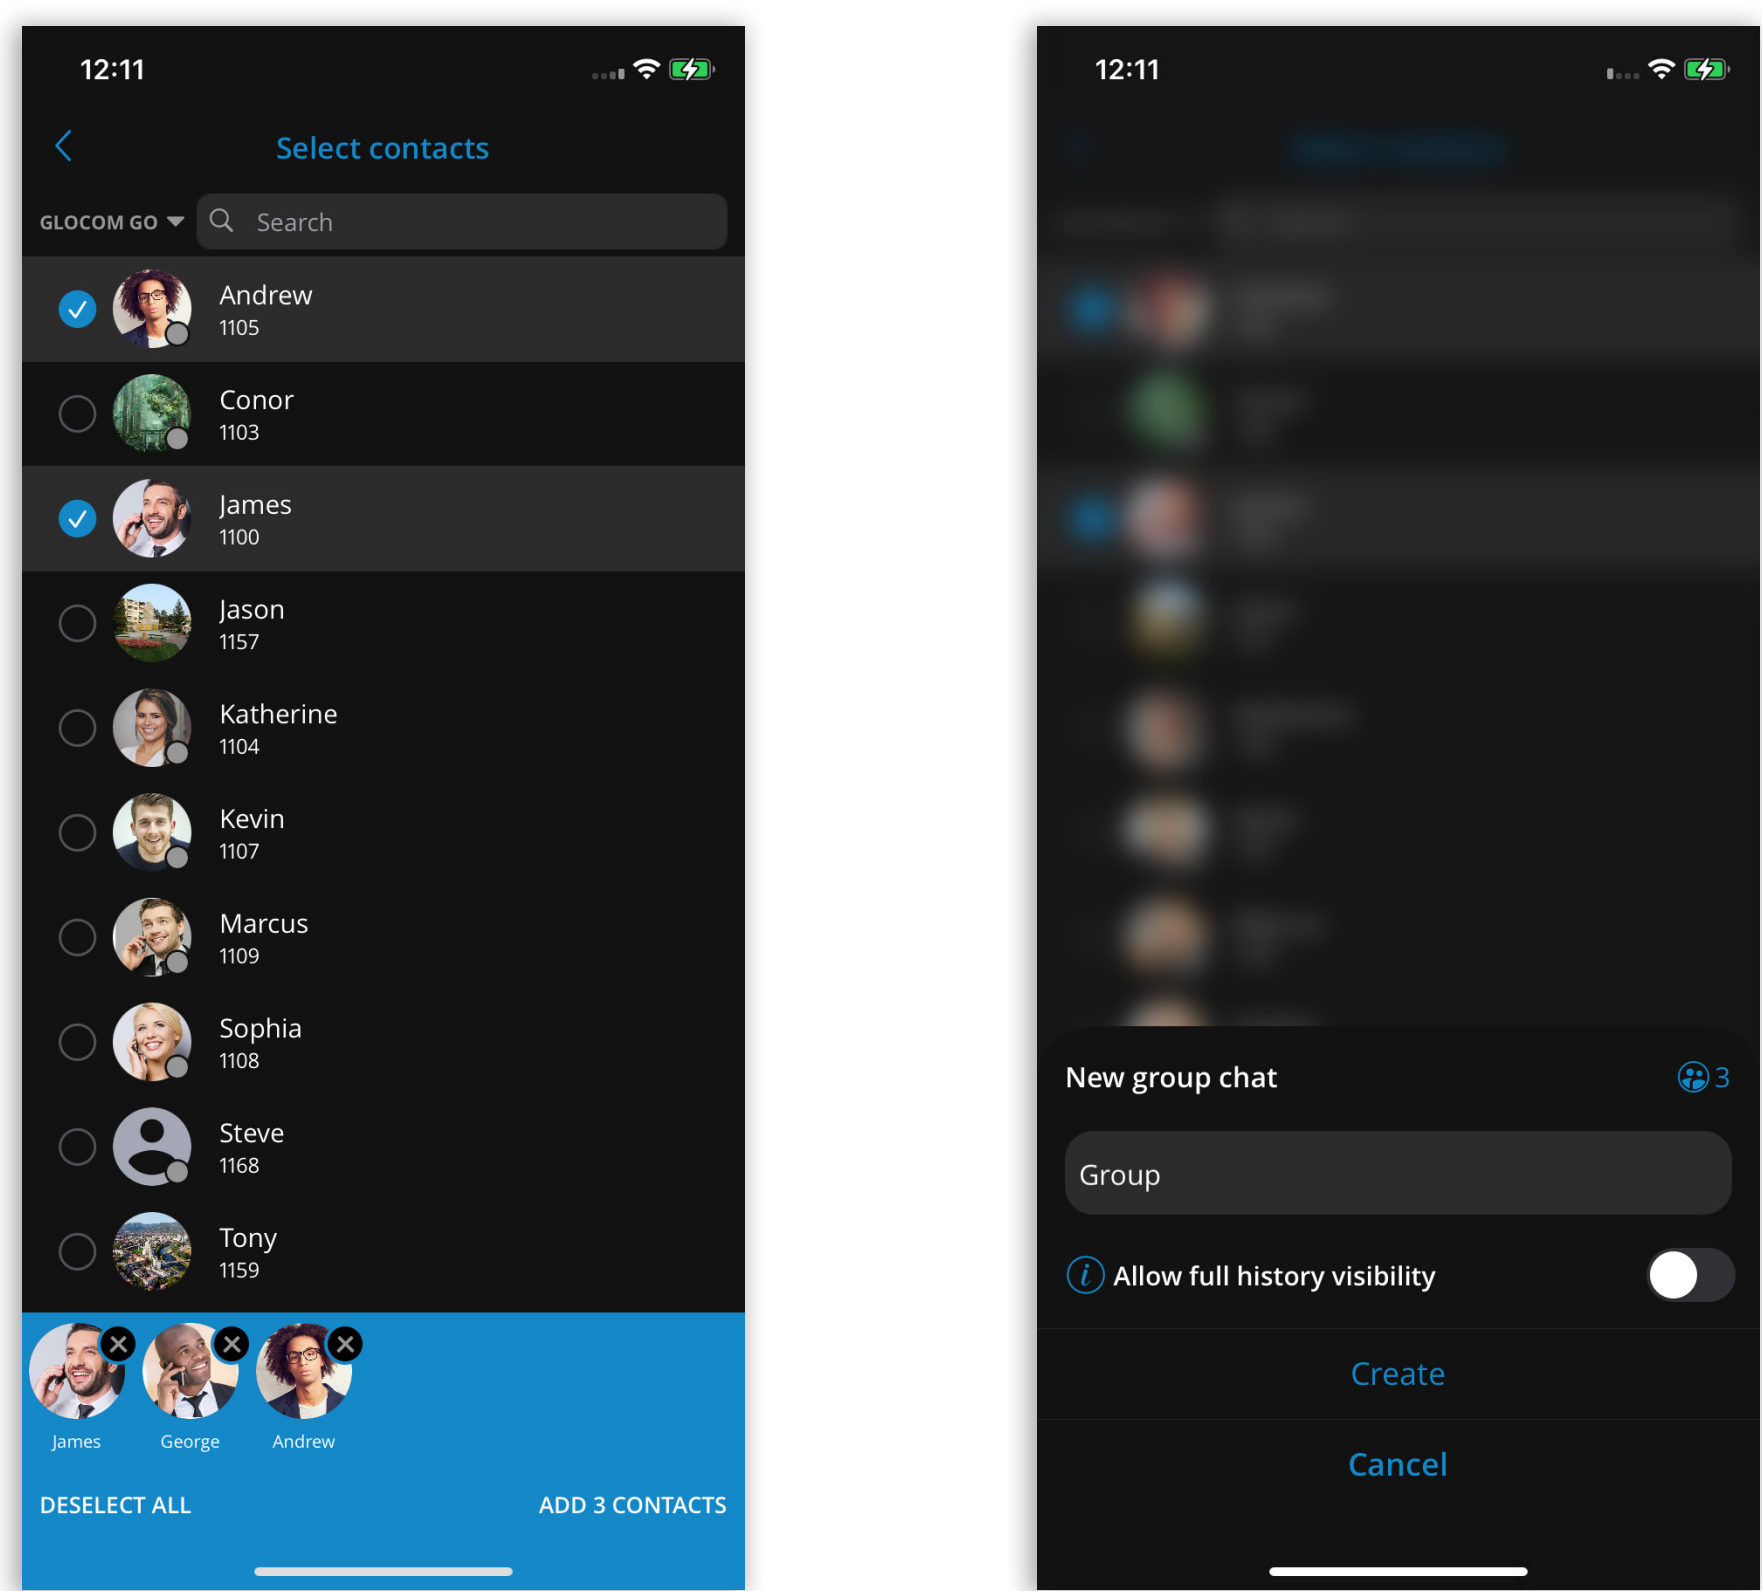 12:11
Select contacts
GLOCOM GO
Search
Andrew
1105
Conor
1103
James
1100
Jason
1157
Katherine
1104
Kevin
1107
Marcus
1109
Sophia
1108
Steve
1168
Tony
1159
James George Andrew
DESELECT ALL ADD 3 CONTACTS
12:11
New group chat 3
Group
i Allow full history visibility
Create
Cancel